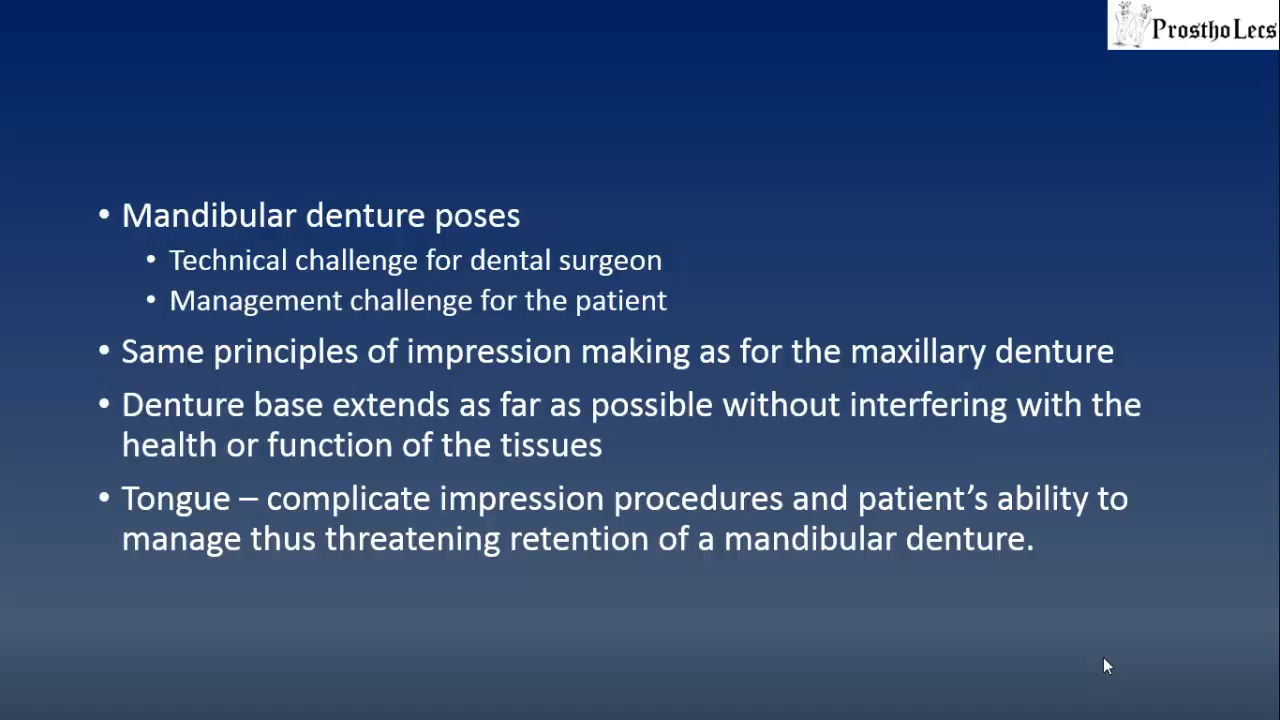 ProsthoLecs
• Mandibular denture poses
• Technical challenge for dental surgeon
• Management challenge for the patient
• Same principles of impression making as for the maxillary denture
• Denture base extends as far as possible without interfering with the
health or function of the tissues
• Tongue – complicate impression procedures and patient’s ability to
manage thus threatening retention of a mandibular denture.